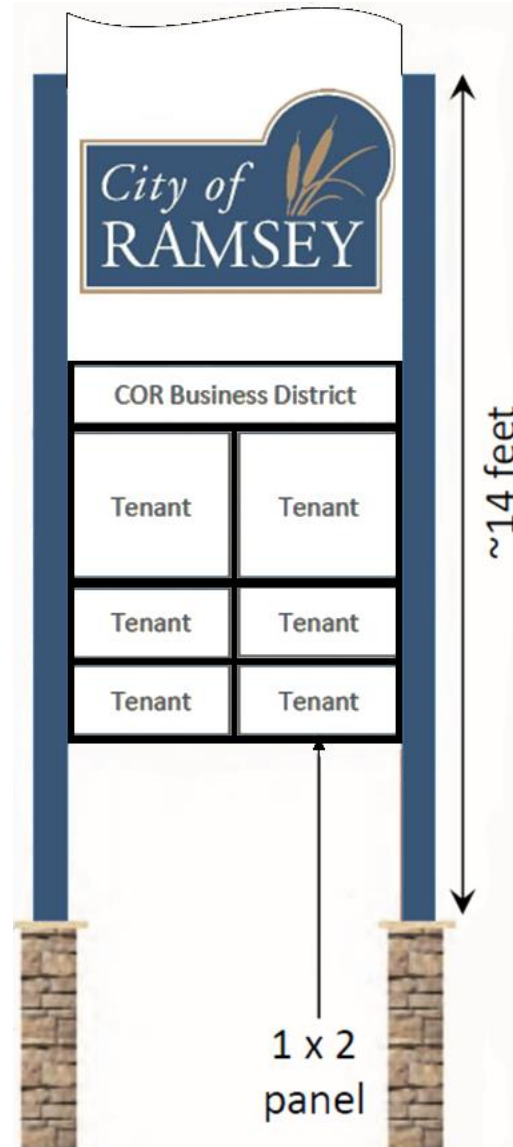 City of
RAMSEY
COR Business District
Tenant Tenant
Tenant Tenant
Tenant Tenant
~14 feet
1 x 2
panel